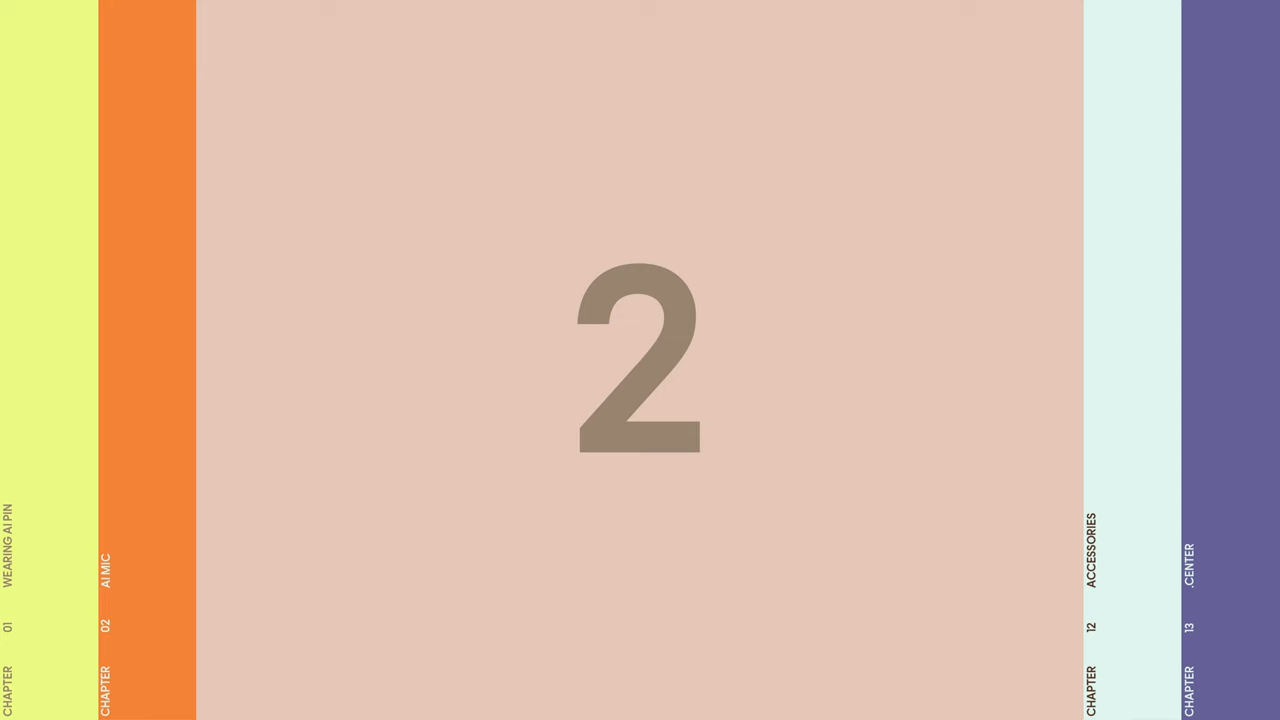 CHAPTER 01 WEARING AI PIN
CHAPTER 02 AI MIC
2
CHAPTER 12 ACCESSORIES
CHAPTER 13 .CENTER